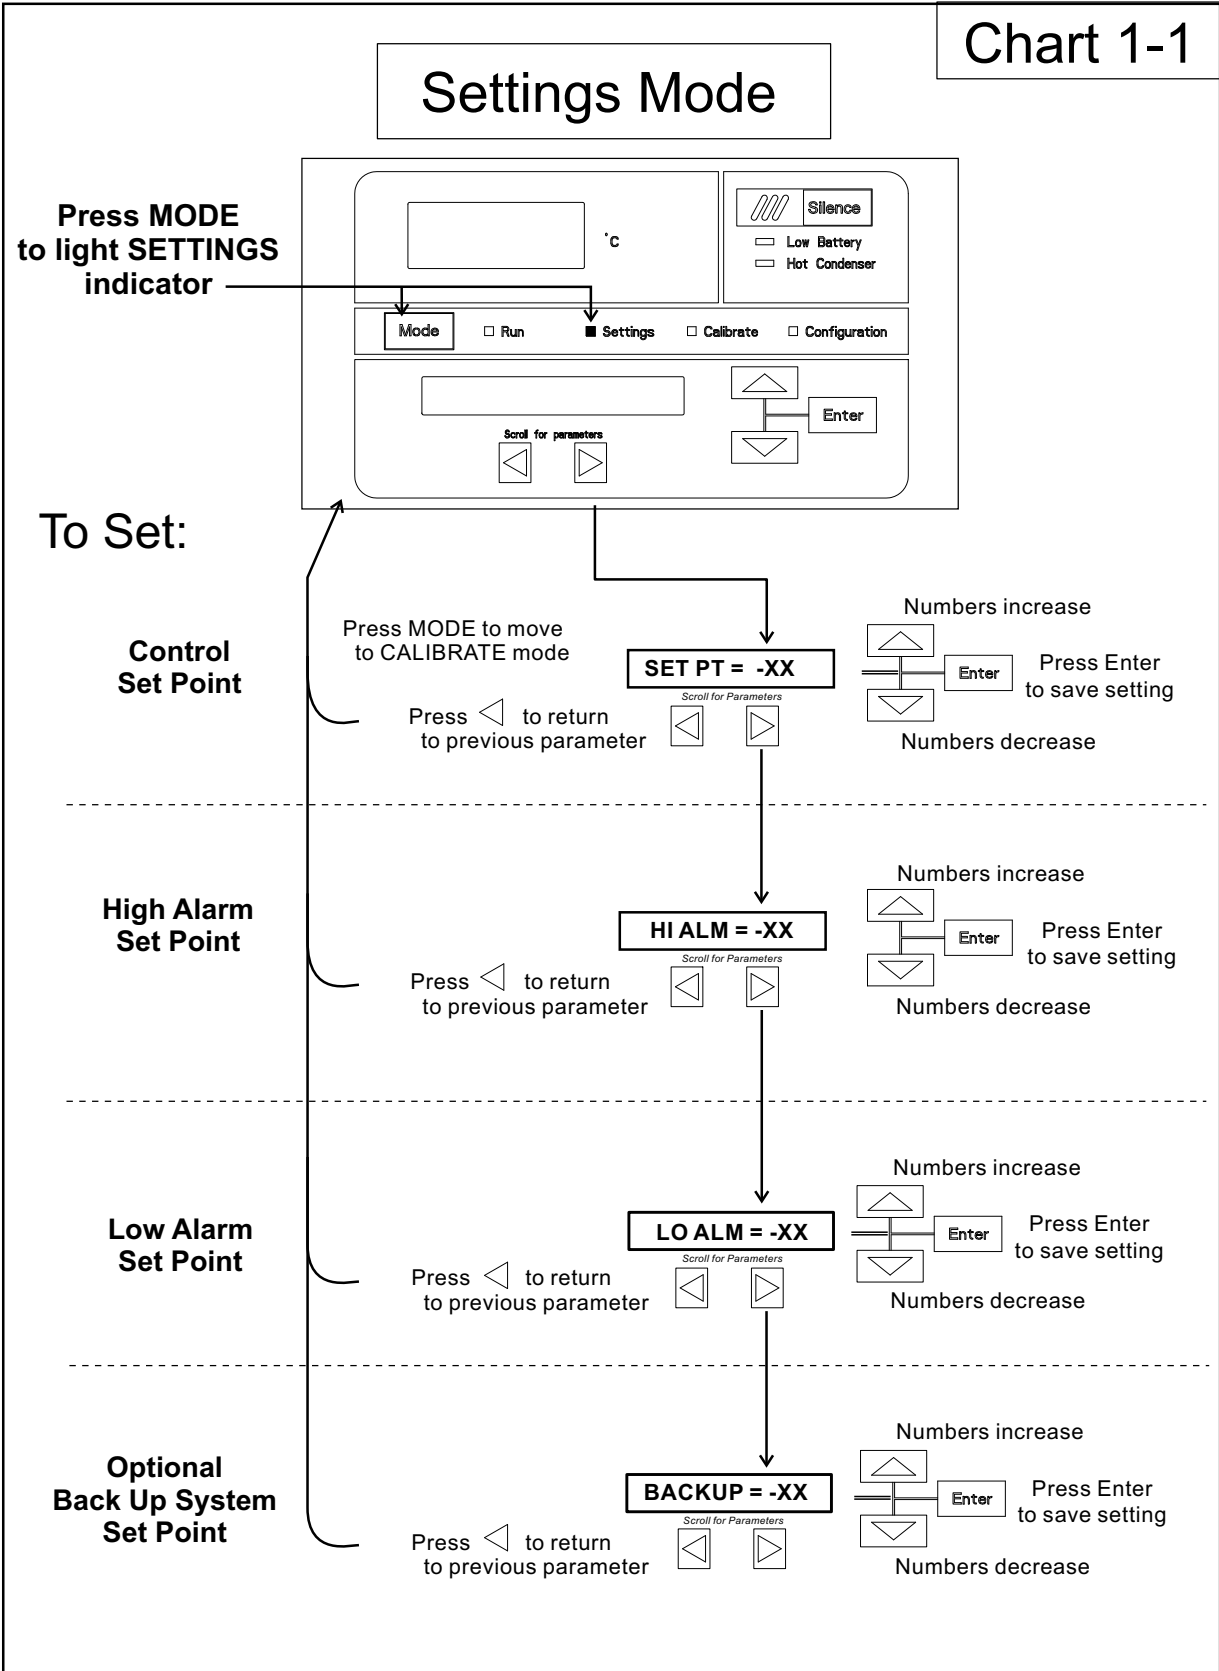 Chart 1-1
Settings Mode
Press MODE
to light SETTINGS
indicator
°C
Silence
Low Battery
Hot Condenser
Mode
Run
Settings
Calibrate
Configuration
Scroll for parameters
Enter
To Set:
Control
Set Point
Press MODE to move
to CALIBRATE mode
Press to return
to previous parameter
SET PT = -XX
Scroll for Parameters
Numbers increase
Enter
Press Enter
to save setting
Numbers decrease
High Alarm
Set Point
Press to return
to previous parameter
HI ALM = -XX
Scroll for Parameters
Numbers increase
Enter
Press Enter
to save setting
Numbers decrease
Low Alarm
Set Point
Press to return
to previous parameter
LO ALM = -XX
Scroll for Parameters
Numbers increase
Enter
Press Enter
to save setting
Numbers decrease
Optional
Back Up System
Set Point
Press to return
to previous parameter
BACKUP = -XX
Scroll for Parameters
Numbers increase
Enter
Press Enter
to save setting
Numbers decrease